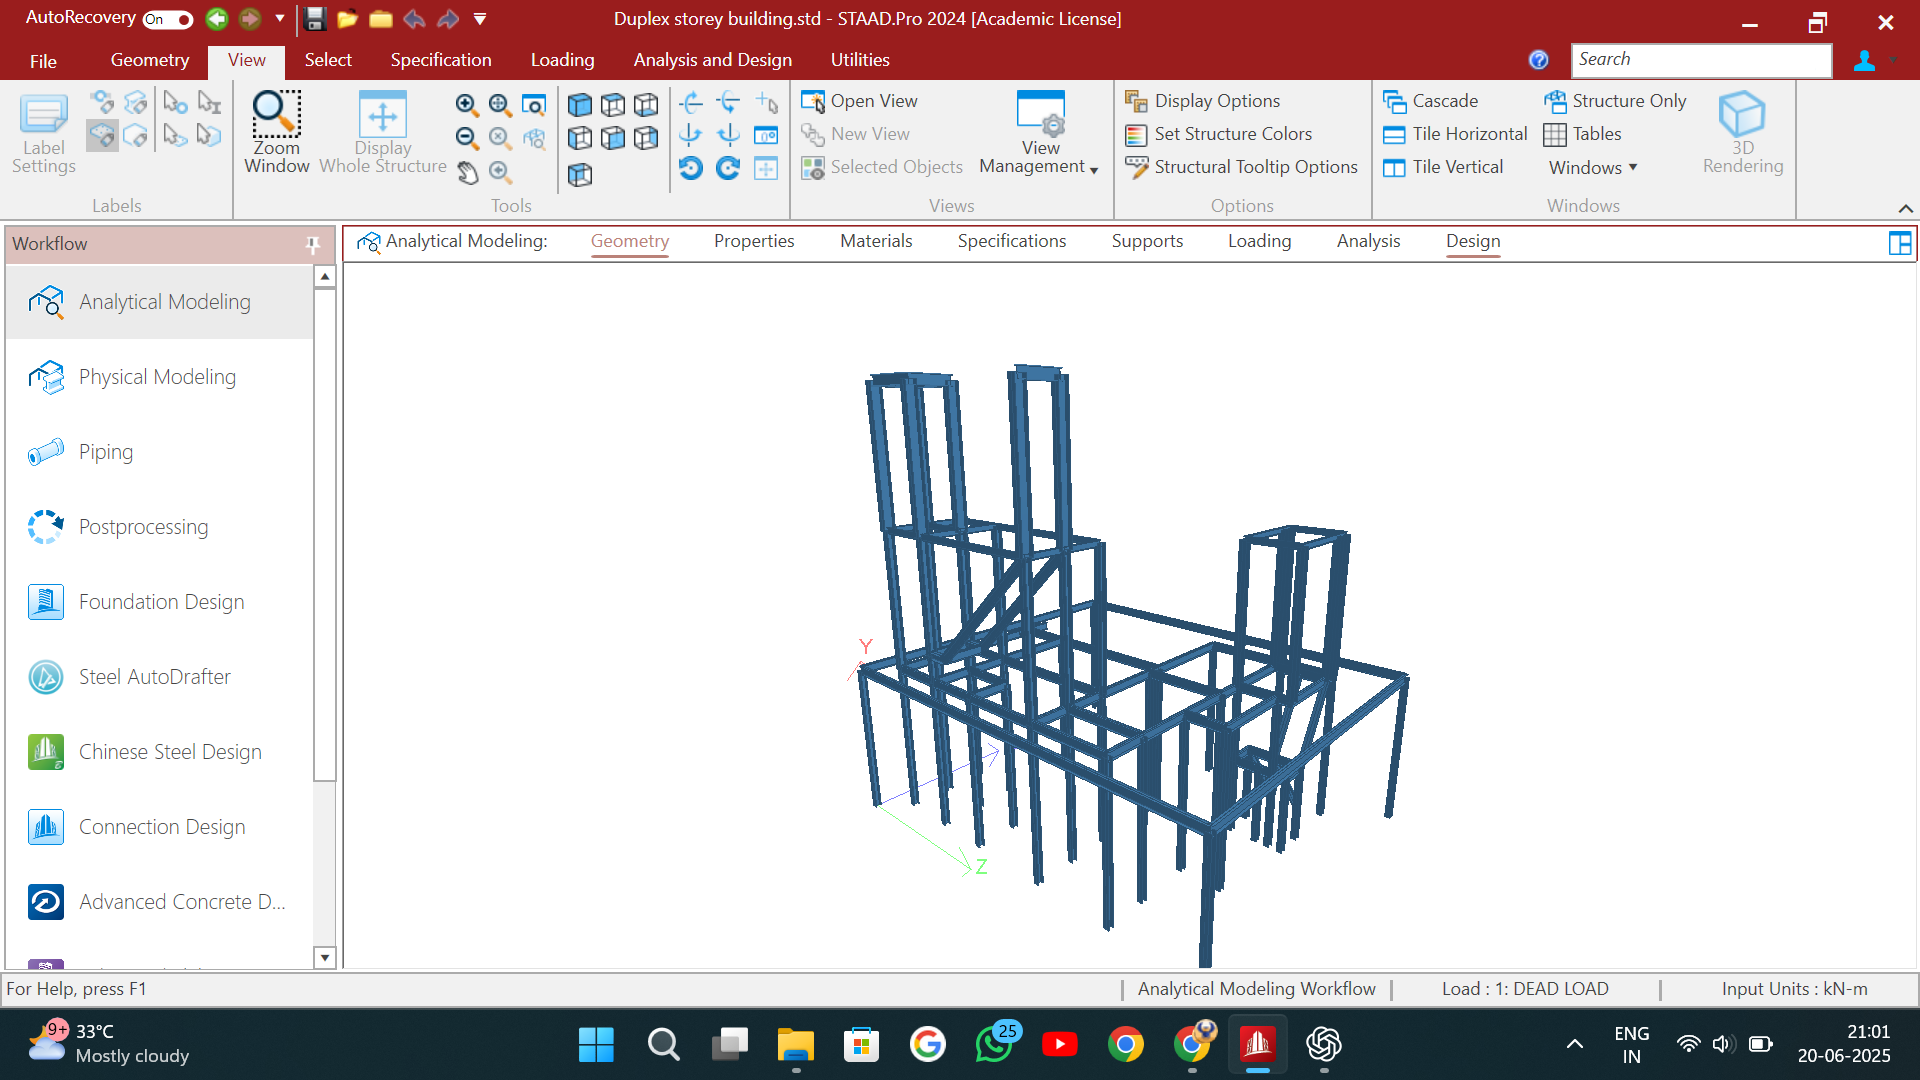 AutoRecovery On
Duplex storey building.std - STAAD.Pro 2024 [Academic License]
File
Geometry
View
Select
Specification
Loading
Analysis and Design
Utilities
Search
Label
Settings
Labels
Zoom
Window
Display
Whole Structure
Tools
Open View
New View
Selected Objects
View
Management
Views
Display Options
Set Structure Colors
Structural Tooltip Options
Options
Cascade
Tile Horizontal
Tile Vertical
Structure Only
Tables
Windows
Windows
3D
Rendering
Workflow
Analytical Modeling:
Geometry
Properties
Materials
Specifications
Supports
Loading
Analysis
Design
Analytical Modeling
Physical Modeling
Piping
Postprocessing
Foundation Design
Steel AutoDrafter
Chinese Steel Design
Connection Design
Advanced Concrete D...
Y
Z
For Help, press F1
Analytical Modeling Workflow
Load : 1: DEAD LOAD
Input Units : kN-m
9+
33°C
Mostly cloudy
25
ENG
IN
21:01
20-06-2025